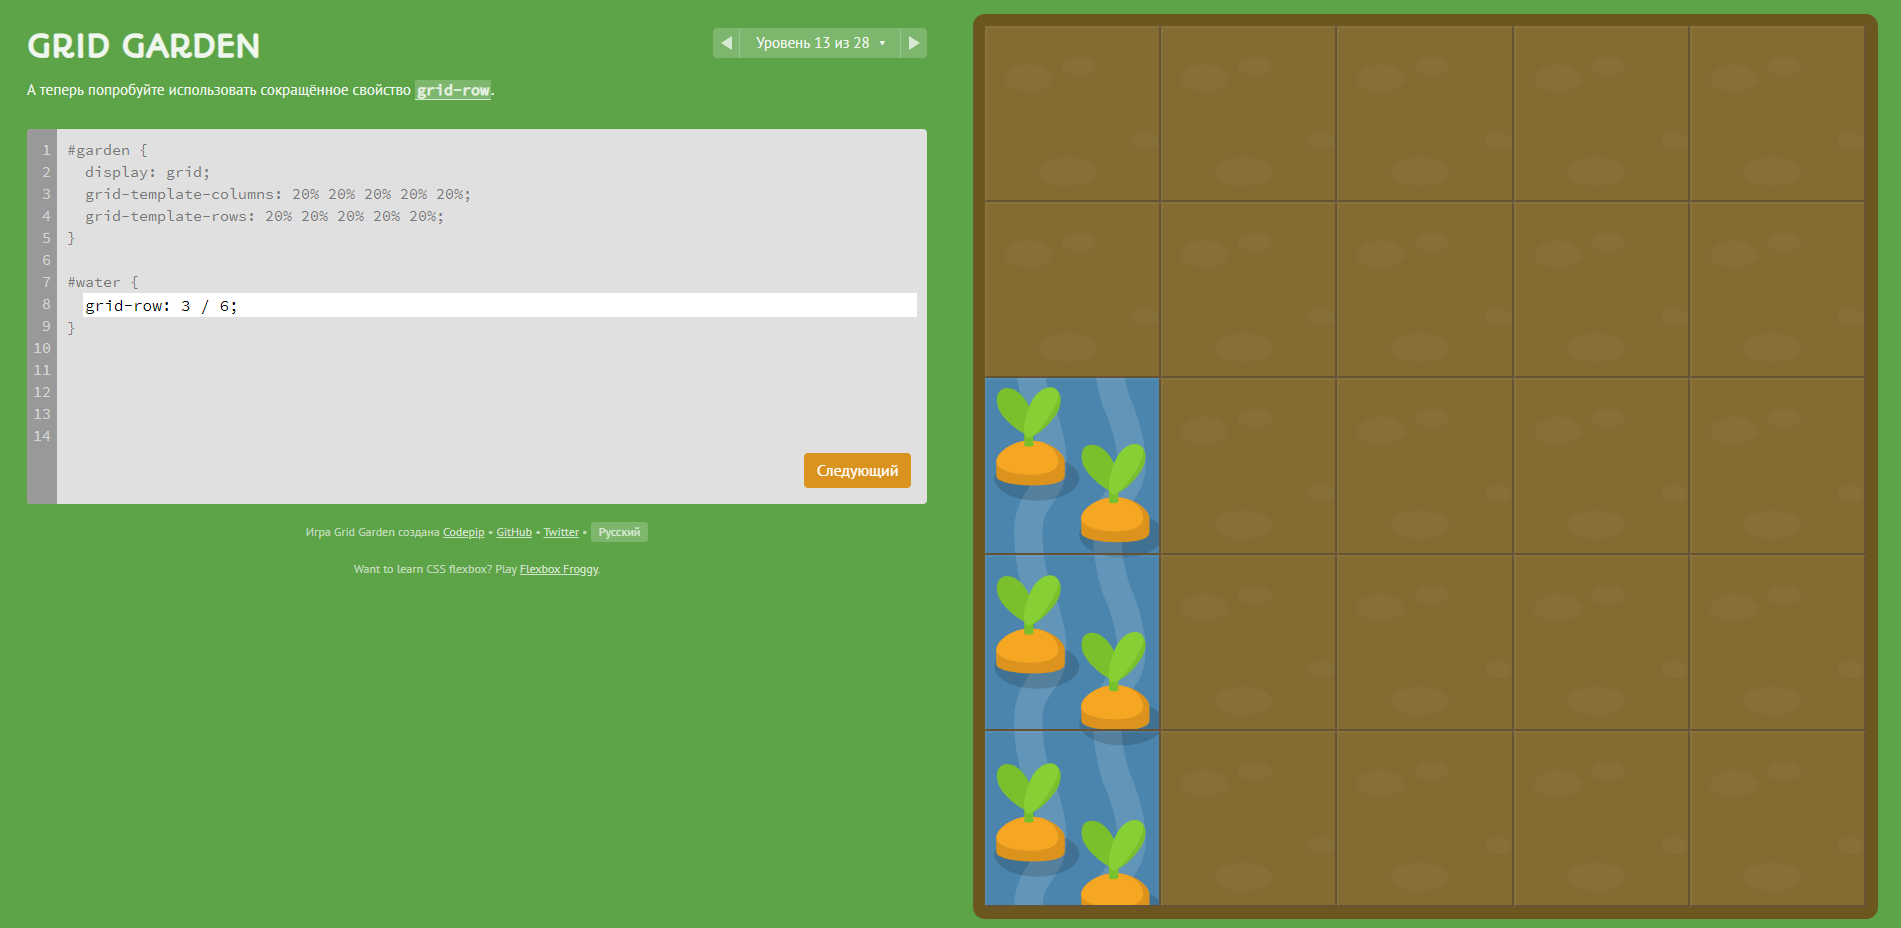 GRID GARDEN
◀ Уровень 13 из 28 ▾ ▶
А теперь попробуйте использовать сокращённое свойство grid-row.
1 #garden {
2   display: grid;
3   grid-template-columns: 20% 20% 20% 20% 20%;
4   grid-template-rows: 20% 20% 20% 20% 20%;
5 }
6
7 #water {
8   grid-row: 3 / 6;
9 }
10
11
12
13
14
Следующий
Игра Grid Garden создана Codepip • GitHub • Twitter • Русский
Want to learn CSS flexbox? Play Flexbox Froggy.